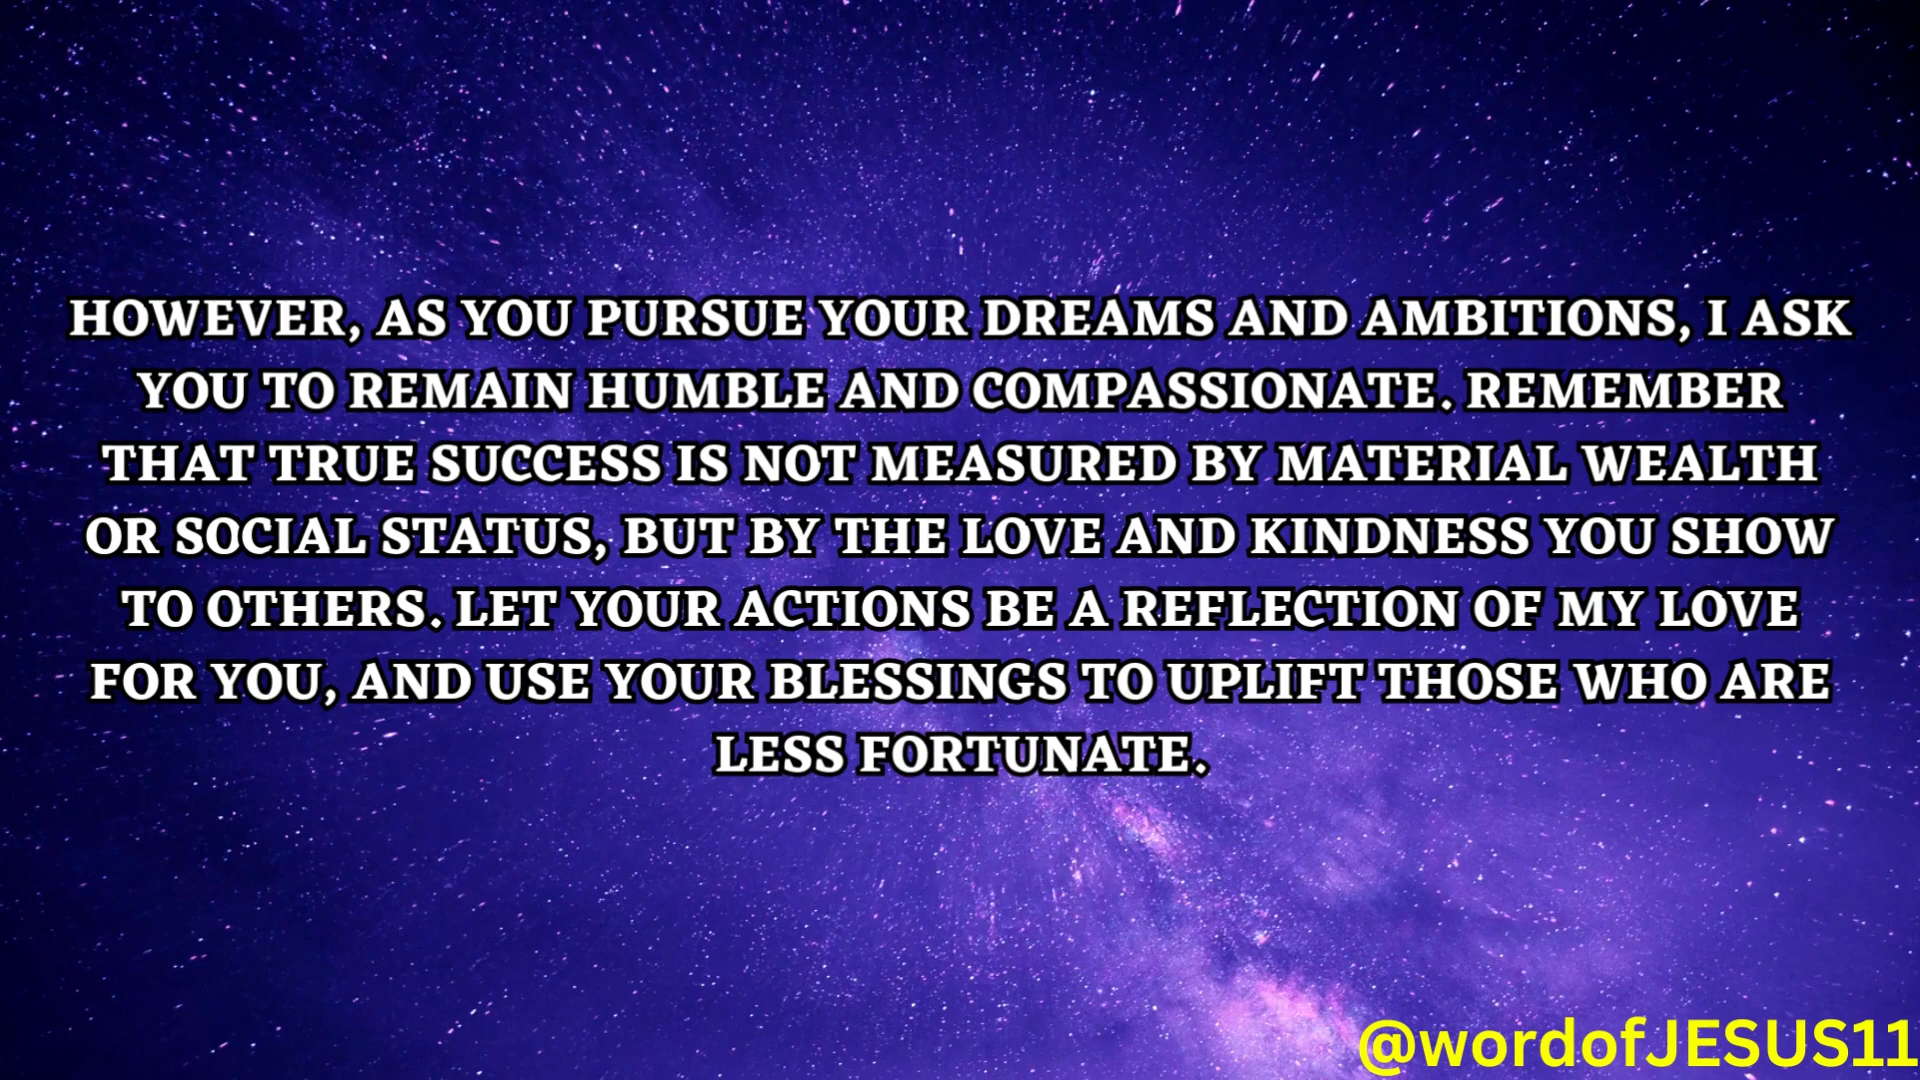 HOWEVER, AS YOU PURSUE YOUR DREAMS AND AMBITIONS, I ASK
YOU TO REMAIN HUMBLE AND COMPASSIONATE. REMEMBER
THAT TRUE SUCCESS IS NOT MEASURED BY MATERIAL WEALTH
OR SOCIAL STATUS, BUT BY THE LOVE AND KINDNESS YOU SHOW
TO OTHERS. LET YOUR ACTIONS BE A REFLECTION OF MY LOVE
FOR YOU, AND USE YOUR BLESSINGS TO UPLIFT THOSE WHO ARE
LESS FORTUNATE.
@wordofJESUS11